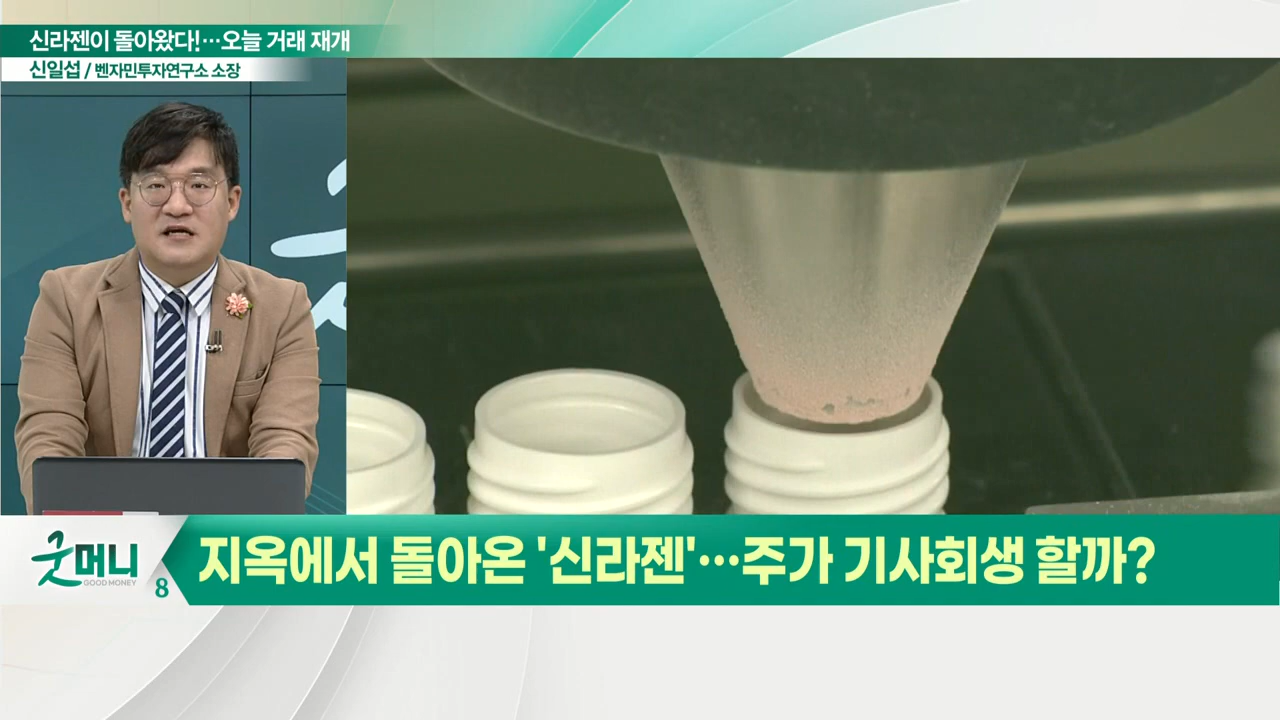 신라젠이 돌아왔다!…오늘 거래 재개
신일섭 / 벤자민투자연구소 소장
굿머니
GOOD MONEY
8
지옥에서 돌아온 '신라젠'…주가 기사회생 할까?